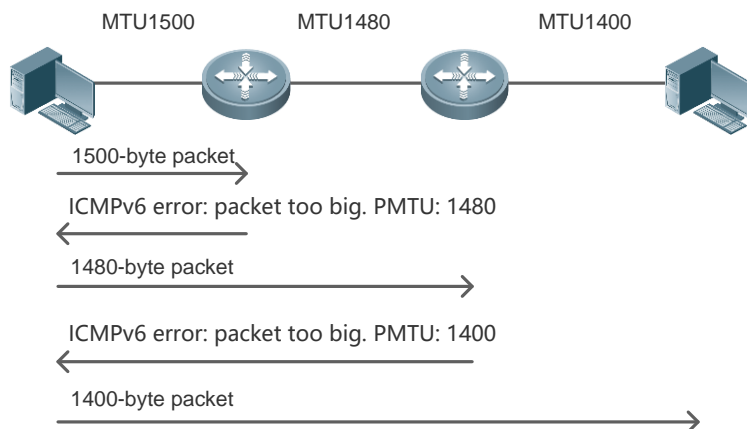 MTU1500
MTU1480
MTU1400
1500-byte packet
ICMPv6 error: packet too big. PMTU: 1480
1480-byte packet
ICMPv6 error: packet too big. PMTU: 1400
1400-byte packet